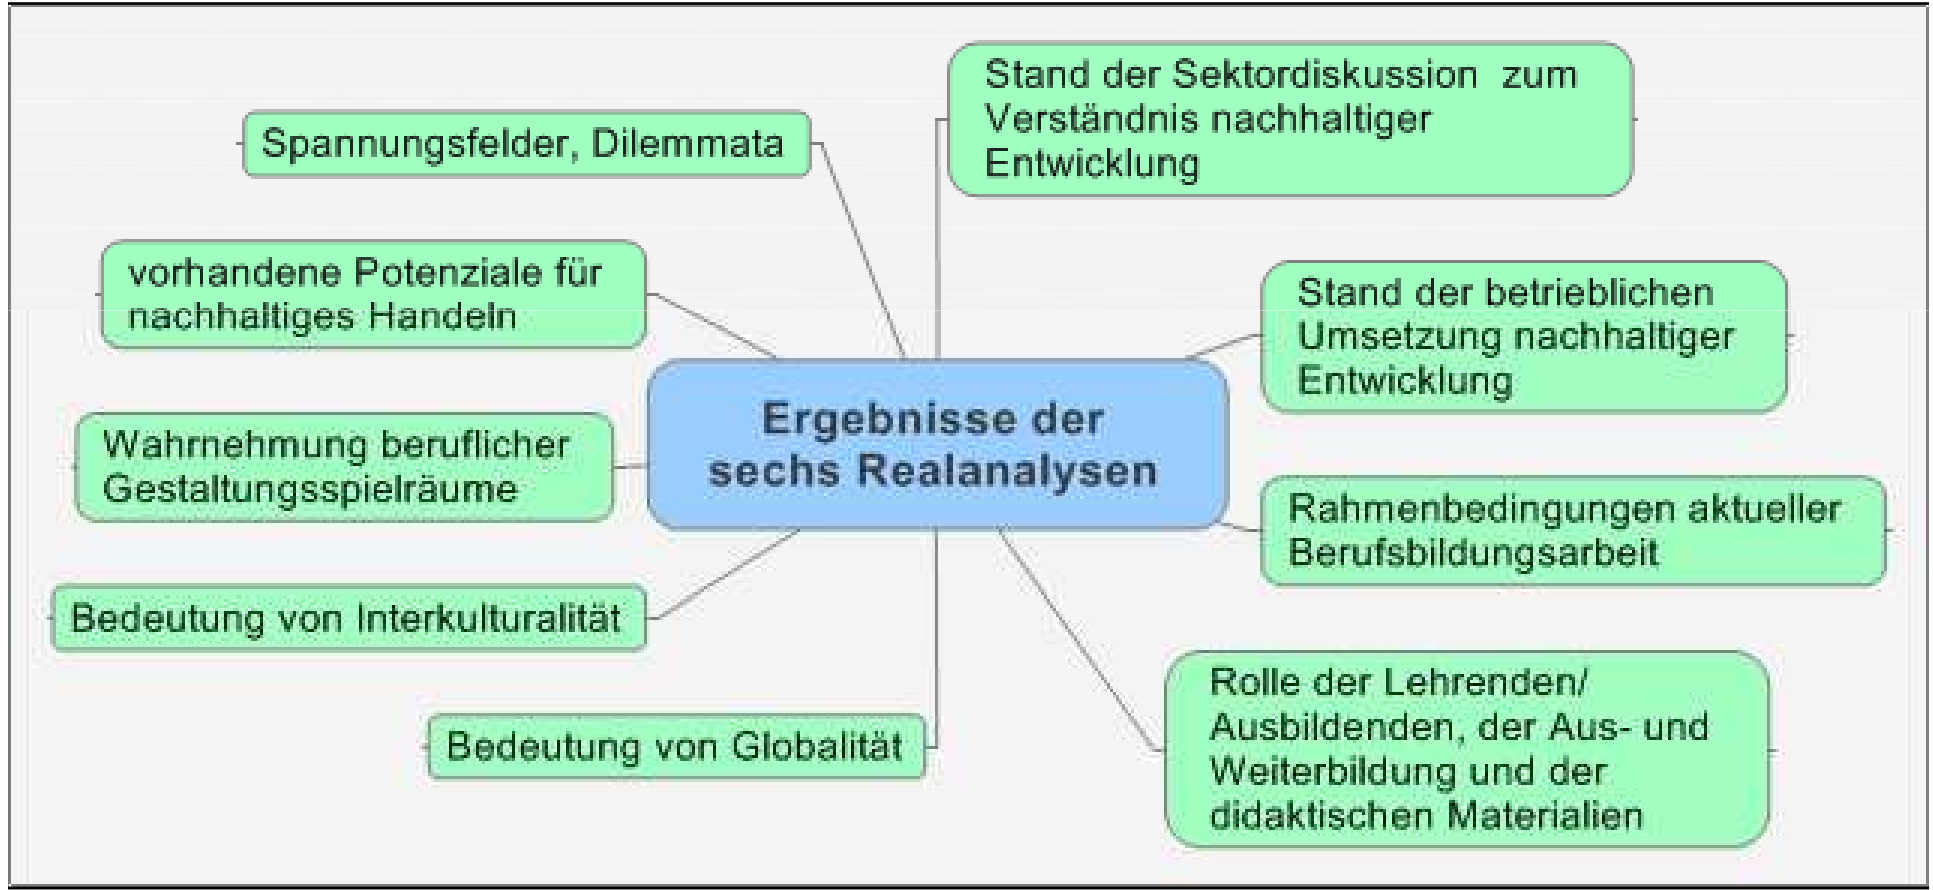 Stand der Sektordiskussion zum
Verständnis nachhaltiger
Entwicklung
Spannungsfelder, Dilemmata
vorhandene Potenziale für
nachhaltiges Handeln
Stand der betrieblichen
Umsetzung nachhaltiger
Entwicklung
Ergebnisse der
sechs Realanalysen
Wahrnehmung beruflicher
Gestaltungsspielräume
Rahmenbedingungen aktueller
Berufsbildungsarbeit
Bedeutung von Interkulturalität
Bedeutung von Globalität
Rolle der Lehrenden/
Ausbildenden, der Aus- und
Weiterbildung und der
didaktischen Materialien